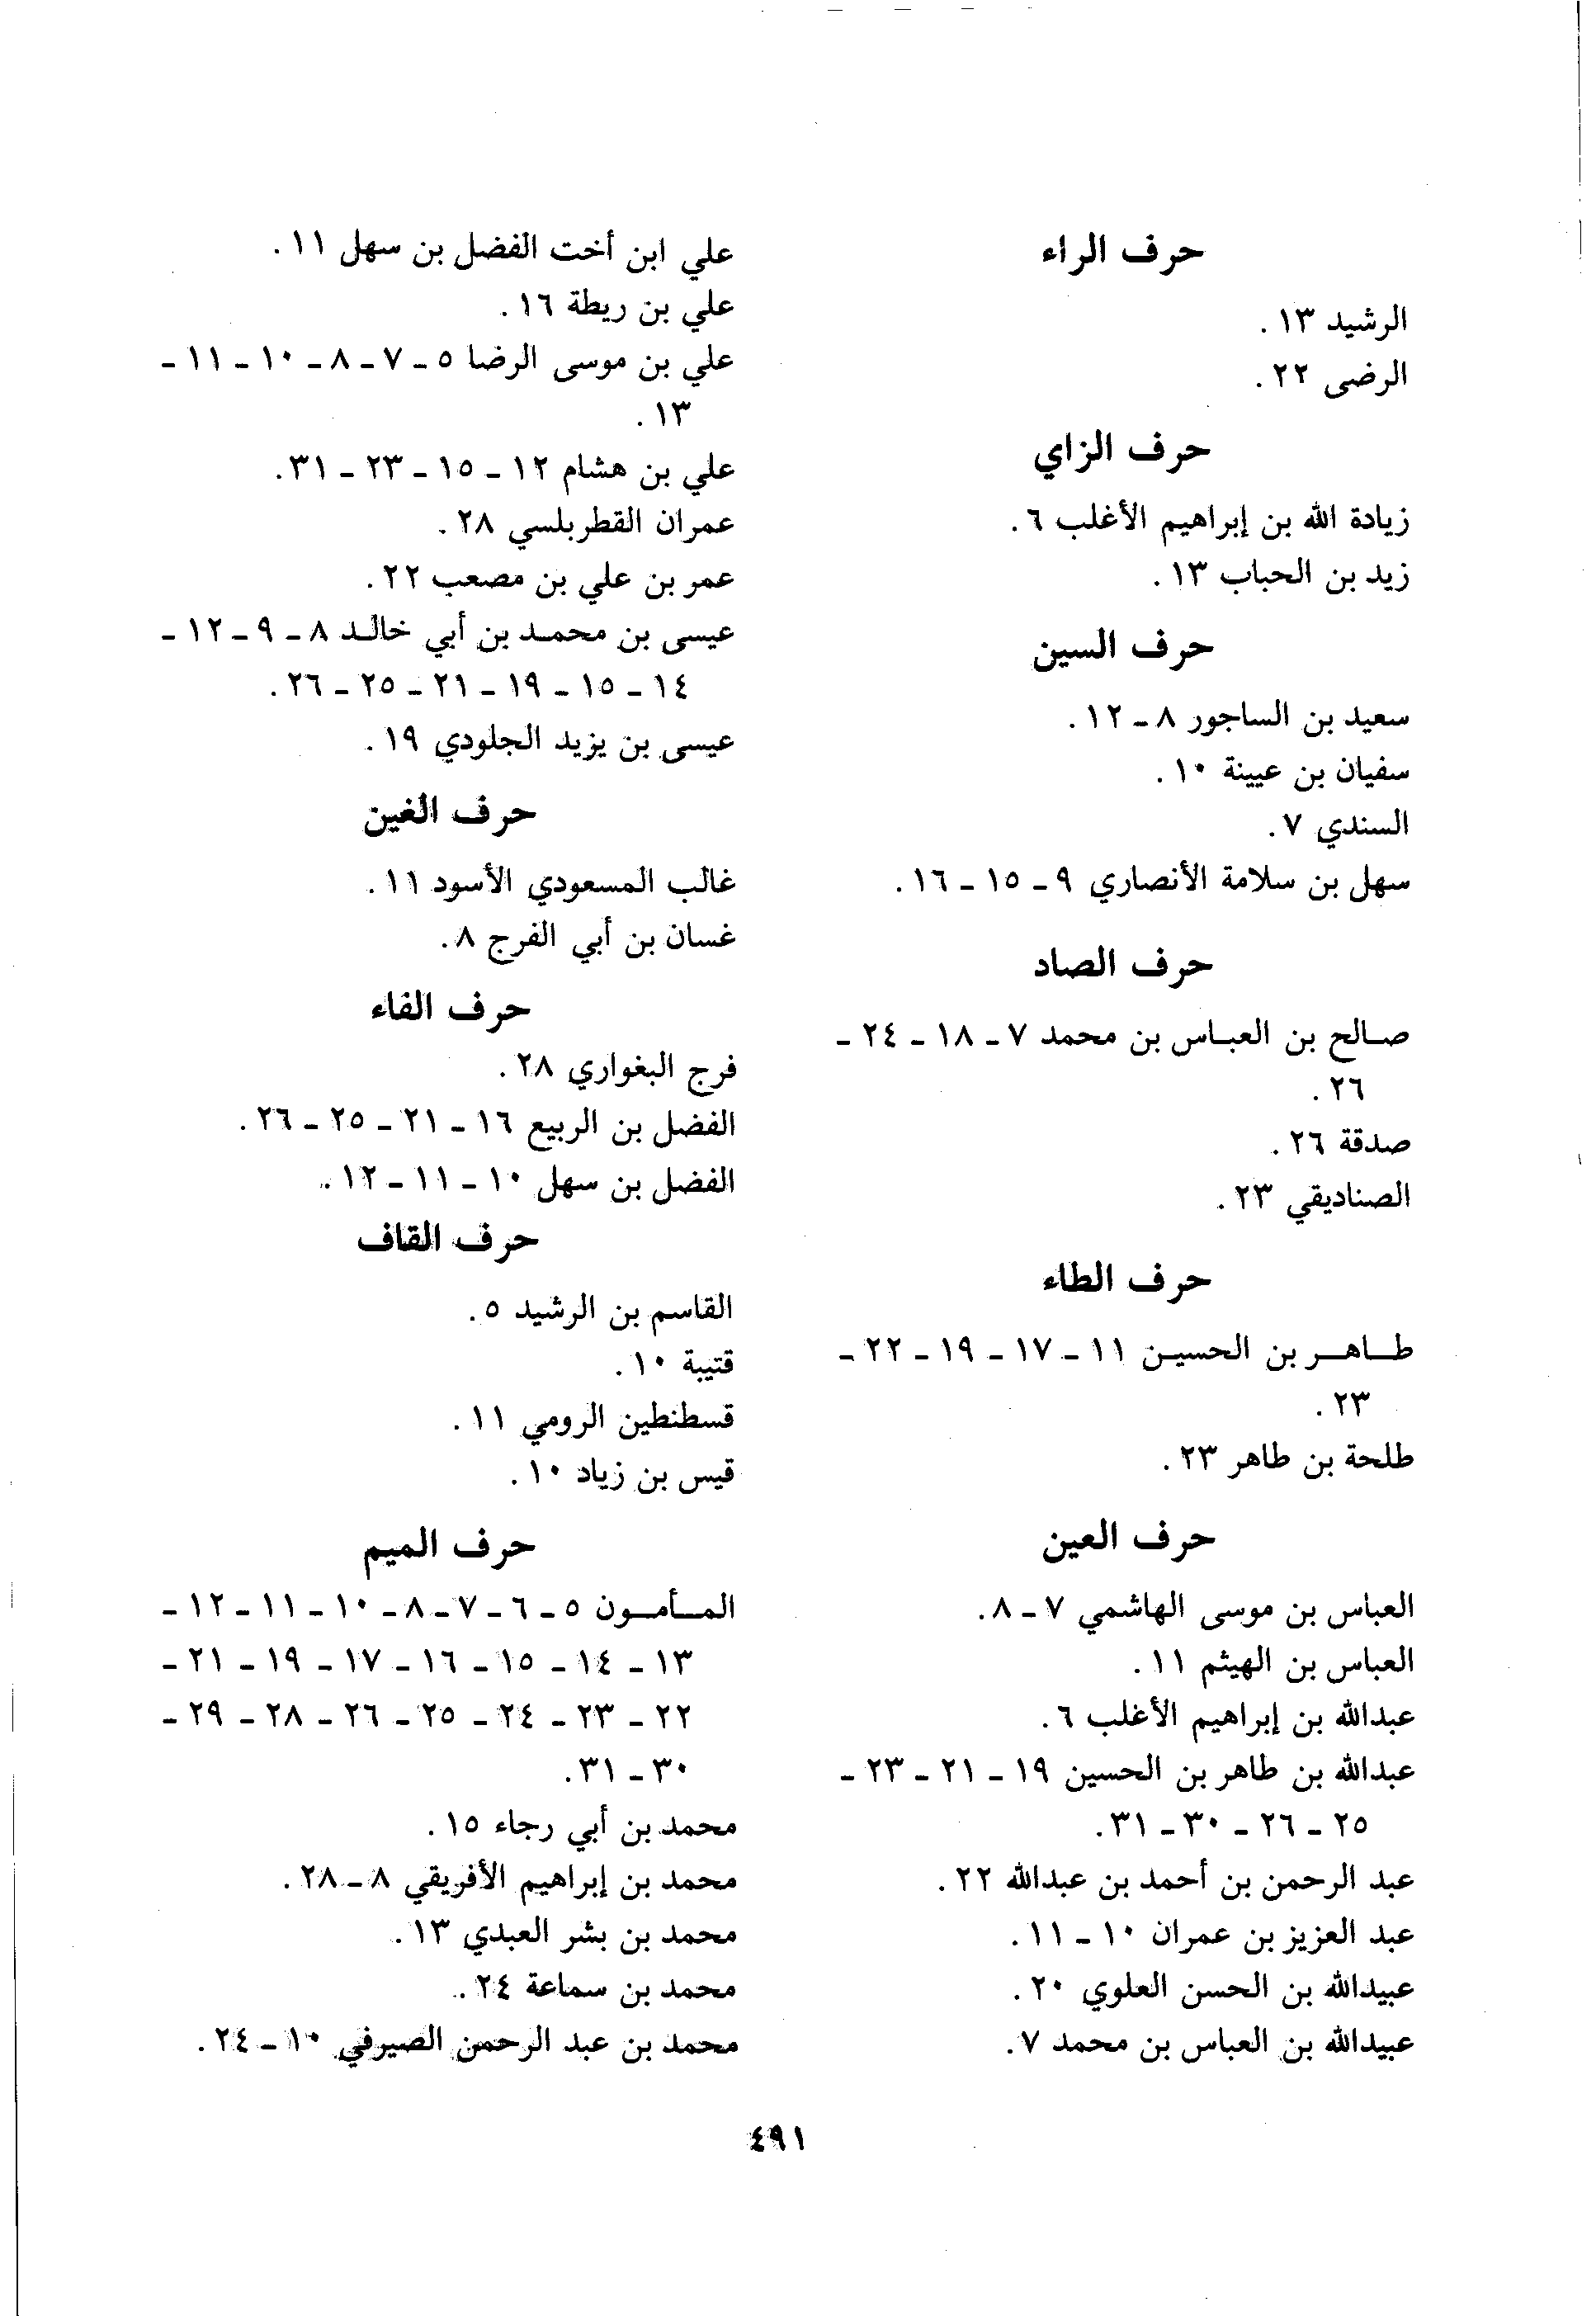 حرف الراء
الرشيد ١٣ .
الرضى ٢٢ .
حرف الزاي
زيادة الله بن إبراهيم الأغلب ٦ .
زيد بن الحباب ١٣ .
حرف السين
سعيد بن الساجور ٨ - ١٢ .
سفيان بن عيينة ١٠ .
السندي ٧ .
سهل بن سلامة الأنصاري ٩ - ١٥ - ١٦ .
حرف الصاد
صالح بن العباس بن محمد ٧ - ١٨ - ٢٤ -
٢٦ .
صدقة ٢٦ .
الصناديقي ٢٣ .
حرف الطاء
طاهر بن الحسين ١١ - ١٧ - ١٩ - ٢٢ -
٢٣ .
طلحة بن طاهر ٢٣ .
حرف العين
العباس بن موسى الهاشمي ٧ - ٨ .
العباس بن الهيثم ١١ .
عبدالله بن إبراهيم الأغلب ٦ .
عبدالله بن طاهر بن الحسين ١٩ - ٢١ - ٢٣ -
٢٥ - ٢٦ - ٣٠ - ٣١ .
عبد الرحمن بن أحمد بن عبدالله ٢٢ .
عبد العزيز بن عمران ١٠ - ١١ .
عبيدالله بن الحسن العلوي ٢٠ .
عبيدالله بن العباس بن محمد ٧ .
علي ابن أخت الفضل بن سهل ١١ .
علي بن ريطة ١٦ .
علي بن موسى الرضا ٥ - ٧ - ٨ - ١٠ - ١١ -
١٣ .
علي بن هشام ١٢ - ١٥ - ٢٣ - ٣١ .
عمران القطربلسي ٢٨ .
عمر بن علي بن مصعب ٢٢ .
عيسى بن محمد بن أبي خالد ٨ - ٩ - ١٢ -
١٤ - ١٥ - ١٩ - ٢١ - ٢٥ - ٢٦ .
عيسى بن يزيد الجلودي ١٩ .
حرف الغين
غالب المسعودي الأسود ١١ .
غسان بن أبي الفرج ٨ .
حرف الفاء
فرج البغواري ٢٨ .
الفضل بن الربيع ١٦ - ٢١ - ٢٥ - ٢٦ .
الفضل بن سهل ١٠ - ١١ - ١٢ .
حرف القاف
القاسم بن الرشيد ٥ .
قتيبة ١٠ .
قسطنطين الرومي ١١ .
قيس بن زياد ١٠ .
حرف الميم
المأمون ٥ - ٦ - ٧ - ٨ - ١٠ - ١١ - ١٢ -
١٣ - ١٤ - ١٥ - ١٦ - ١٧ - ١٩ - ٢١ -
٢٢ - ٢٣ - ٢٤ - ٢٥ - ٢٦ - ٢٨ - ٢٩ -
٣٠ - ٣١ .
محمد بن أبي رجاء ١٥ .
محمد بن إبراهيم الأفريقي ٨ - ٢٨ .
محمد بن بشر العبدي ١٣ .
محمد بن سماعة ٢٤ .
محمد بن عبد الرحمن الصيرفي ١٠ - ٢٤ .
٤٩١